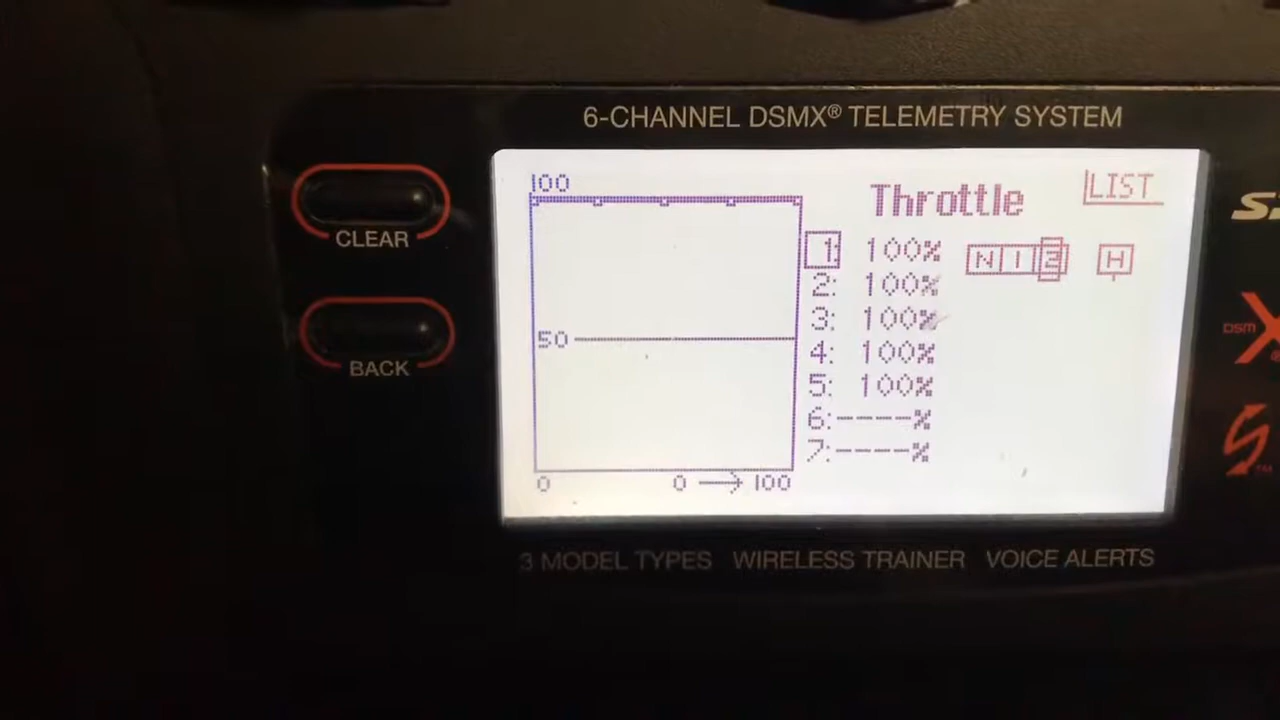 6-CHANNEL DSMX® TELEMETRY SYSTEM
CLEAR
BACK
100
Throttle
LIST
1: 100%
N I 2 H
2: 100%
3: 100%
50
4: 100%
5: 100%
6:----%
7:----%
0 0 → 100
DSM X
3 MODEL TYPES WIRELESS TRAINER VOICE ALERTS